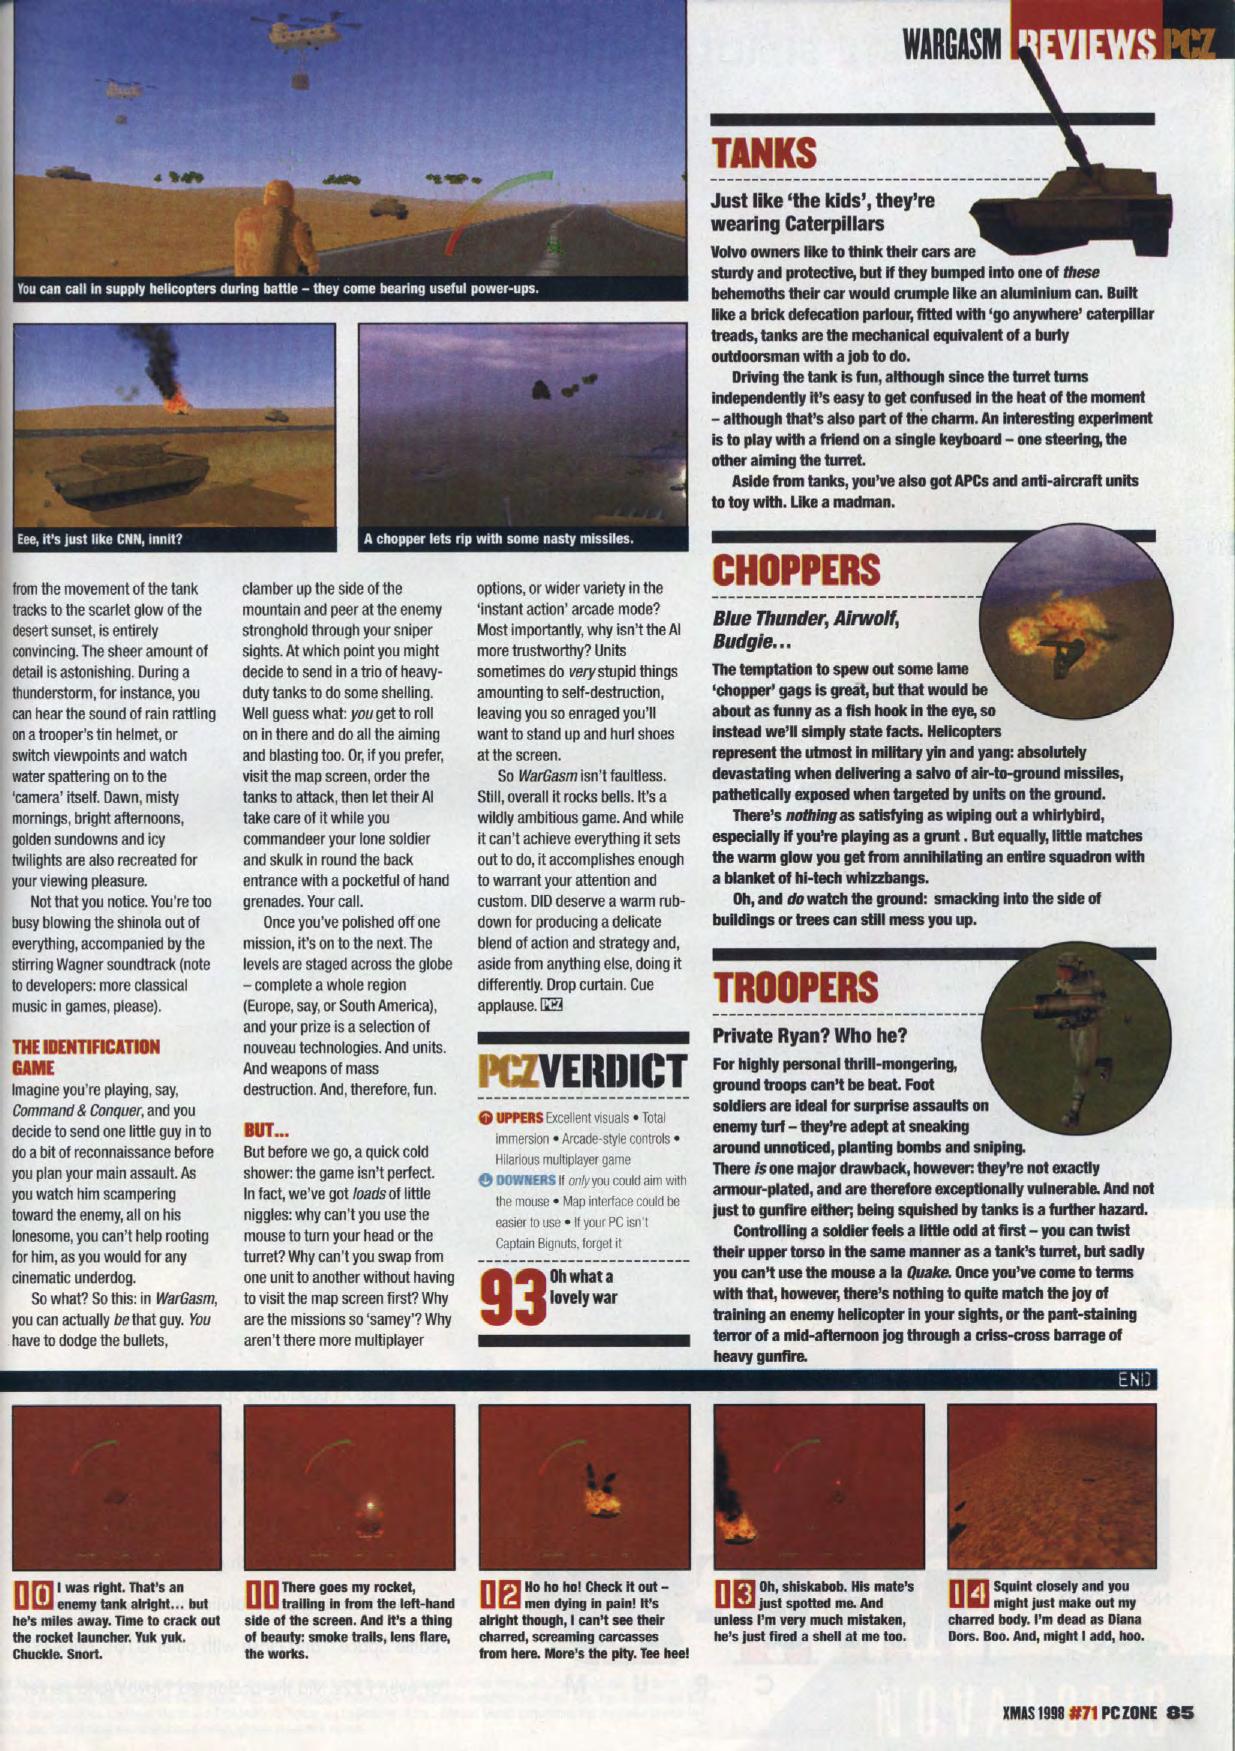 WARGASM REVIEWS PCZ
You can call in supply helicopters during battle – they come bearing useful power-ups.
Eee, it's just like CNN, innit?
A chopper lets rip with some nasty missiles.
from the movement of the tank
tracks to the scarlet glow of the
desert sunset, is entirely
convincing. The sheer amount of
detail is astonishing. During a
thunderstorm, for instance, you
can hear the sound of rain rattling
on a trooper's tin helmet, or
switch viewpoints and watch
water spattering on to the
'camera' itself. Dawn, misty
mornings, bright afternoons,
golden sundowns and icy
twilights are also recreated for
your viewing pleasure.
Not that you notice. You're too
busy blowing the shinola out of
everything, accompanied by the
stirring Wagner soundtrack (note
to developers: more classical
music in games, please).
THE IDENTIFICATION
GAME
Imagine you're playing, say,
Command & Conquer, and you
decide to send one little guy in to
do a bit of reconnaissance before
you plan your main assault. As
you watch him scampering
toward the enemy, all on his
lonesome, you can't help rooting
for him, as you would for any
cinematic underdog.
So what? So this: in WarGasm,
you can actually be that guy. You
have to dodge the bullets,
clamber up the side of the
mountain and peer at the enemy
stronghold through your sniper
sights. At which point you might
decide to send in a trio of heavy-
duty tanks to do some shelling.
Well guess what: you get to roll
on in there and do all the aiming
and blasting too. Or, if you prefer,
visit the map screen, order the
tanks to attack, then let their AI
take care of it while you
commandeer your lone soldier
and skulk in round the back
entrance with a pocketful of hand
grenades. Your call.
Once you've polished off one
mission, it's on to the next. The
levels are staged across the globe
– complete a whole region
(Europe, say, or South America),
and your prize is a selection of
nouveau technologies. And units.
And weapons of mass
destruction. And, therefore, fun.
BUT...
But before we go, a quick cold
shower: the game isn't perfect.
In fact, we've got loads of little
niggles: why can't you use the
mouse to turn your head or the
turret? Why can't you swap from
one unit to another without having
to visit the map screen first? Why
are the missions so 'samey'? Why
aren't there more multiplayer
options, or wider variety in the
'instant action' arcade mode?
Most importantly, why isn't the AI
more trustworthy? Units
sometimes do very stupid things
amounting to self-destruction,
leaving you so enraged you'll
want to stand up and hurl shoes
at the screen.
So WarGasm isn't faultless.
Still, overall it rocks bells. It's a
wildly ambitious game. And while
it can't achieve everything it sets
out to do, it accomplishes enough
to warrant your attention and
custom. DID deserve a warm rub-
down for producing a delicate
blend of action and strategy and,
aside from anything else, doing it
differently. Drop curtain. Cue
applause. PCZ
PCZVERDICT
UPPERS Excellent visuals • Total
immersion • Arcade-style controls •
Hilarious multiplayer game
DOWNERS If only you could aim with
the mouse • Map interface could be
easier to use • If your PC isn't
Captain Bignuts, forget it
93 Oh what a
lovely war
TANKS
Just like 'the kids', they're
wearing Caterpillars
Volvo owners like to think their cars are
sturdy and protective, but if they bumped into one of these
behemoths their car would crumple like an aluminium can. Built
like a brick defecation parlour, fitted with 'go anywhere' caterpillar
treads, tanks are the mechanical equivalent of a burly
outdoorsman with a job to do.
Driving the tank is fun, although since the turret turns
independently it's easy to get confused in the heat of the moment
– although that's also part of the charm. An interesting experiment
is to play with a friend on a single keyboard – one steering, the
other aiming the turret.
Aside from tanks, you've also got APCs and anti-aircraft units
to toy with. Like a madman.
CHOPPERS
Blue Thunder, Airwolf,
Budgie...
The temptation to spew out some lame
'chopper' gags is great, but that would be
about as funny as a fish hook in the eye, so
instead we'll simply state facts. Helicopters
represent the utmost in military yin and yang: absolutely
devastating when delivering a salvo of air-to-ground missiles,
pathetically exposed when targeted by units on the ground.
There's nothing as satisfying as wiping out a whirlybird,
especially if you're playing as a grunt . But equally, little matches
the warm glow you get from annihilating an entire squadron with
a blanket of hi-tech whizzbangs.
Oh, and do watch the ground: smacking into the side of
buildings or trees can still mess you up.
TROOPERS
Private Ryan? Who he?
For highly personal thrill-mongering,
ground troops can't be beat. Foot
soldiers are ideal for surprise assaults on
enemy turf – they're adept at sneaking
around unnoticed, planting bombs and sniping.
There is one major drawback, however: they're not exactly
armour-plated, and are therefore exceptionally vulnerable. And not
just to gunfire either; being squished by tanks is a further hazard.
Controlling a soldier feels a little odd at first – you can twist
their upper torso in the same manner as a tank's turret, but sadly
you can't use the mouse a la Quake. Once you've come to terms
with that, however, there's nothing to quite match the joy of
training an enemy helicopter in your sights, or the pant-staining
terror of a mid-afternoon jog through a criss-cross barrage of
heavy gunfire.
END
10 I was right. That's an
enemy tank alright... but
he's miles away. Time to crack out
the rocket launcher. Yuk yuk.
Chuckle. Snort.
11 There goes my rocket,
trailing in from the left-hand
side of the screen. And it's a thing
of beauty: smoke trails, lens flare,
the works.
12 Ho ho ho! Check it out –
men dying in pain! It's
alright though, I can't see their
charred, screaming carcasses
from here. More's the pity. Tee hee!
13 Oh, shiskabob. His mate's
just spotted me. And
unless I'm very much mistaken,
he's just fired a shell at me too.
14 Squint closely and you
might just make out my
charred body. I'm dead as Diana
Dors. Boo. And, might I add, hoo.
XMAS 1998 #71 PC ZONE 85